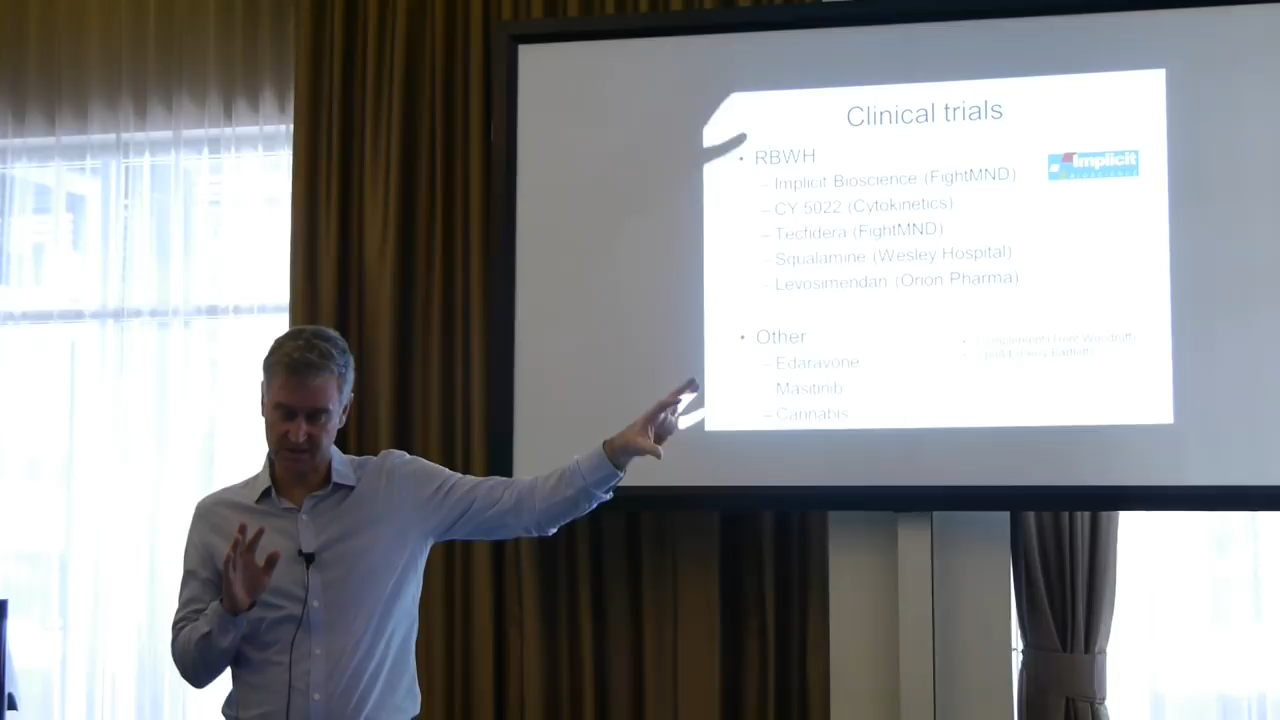 Clinical trials
• RBWH
– Implicit Bioscience (FightMND)
– CY 5022 (Cytokinetics)
– Tecfidera (FightMND)
– Squalamine (Wesley Hospital)
– Levosimendan (Orion Pharma)
Implicit
BIOSCIENCE
• Other
– Edaravone
Masitinib
– Cannabis